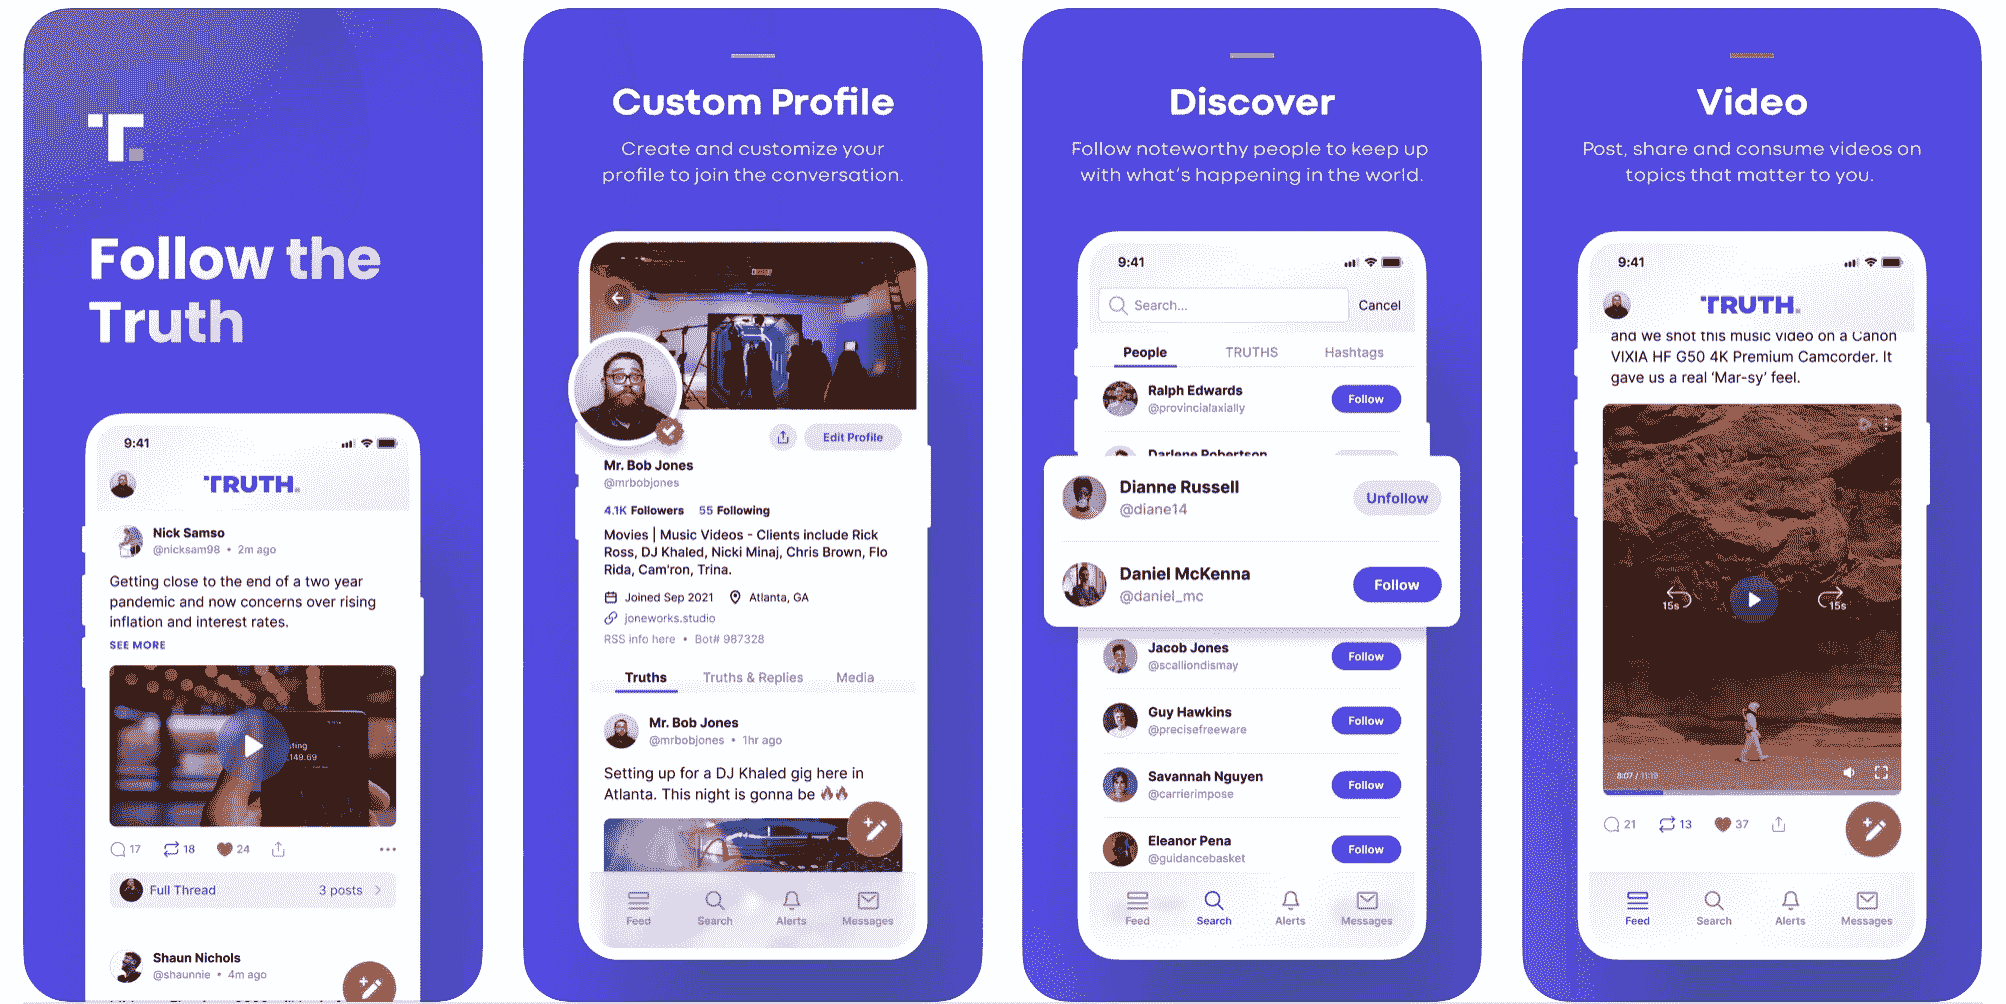 Follow the
Truth
9:41
TRUTH.
Nick Samso
@nicksam98 • 2m ago
Getting close to the end of a two year
pandemic and now concerns over rising
inflation and interest rates.
SEE MORE
149.69
17 18 24
Full Thread 3 posts
Shaun Nichols
@shaunnie • 4m ago
Custom Profile
Create and customize your
profile to join the conversation.
Edit Profile
Mr. Bob Jones
@mrbobjones
4.1K Followers 55 Following
Movies | Music Videos - Clients include Rick
Ross, DJ Khaled, Nicki Minaj, Chris Brown, Flo
Rida, Cam'ron, Trina.
Joined Sep 2021 Atlanta, GA
joneworks.studio
RSS info here • Bot# 987328
Truths Truths & Replies Media
Mr. Bob Jones
@mrbobjones • 1hr ago
Setting up for a DJ Khaled gig here in
Atlanta. This night is gonna be 🔥🔥
Feed Search Alerts Messages
Discover
Follow noteworthy people to keep up
with what's happening in the world.
9:41
Search... Cancel
People TRUTHS Hashtags
Ralph Edwards
@provincialaxially
Follow
Darlene Robertson
Dianne Russell
@diane14
Unfollow
Daniel McKenna
@daniel_mc
Follow
Jacob Jones
@scalliondismay
Follow
Guy Hawkins
@precisefreeware
Follow
Savannah Nguyen
@carrierimpose
Follow
Eleanor Pena
@guidancebasket
Follow
Feed Search Alerts Messages
Video
Post, share and consume videos on
topics that matter to you.
9:41
TRUTH.
and we shot this music video on a Canon
VIXIA HF G50 4K Premium Camcorder. It
gave us a real 'Mar-sy' feel.
15s 15s
8:07 / 11:19
21 13 37
Feed Search Alerts Messages